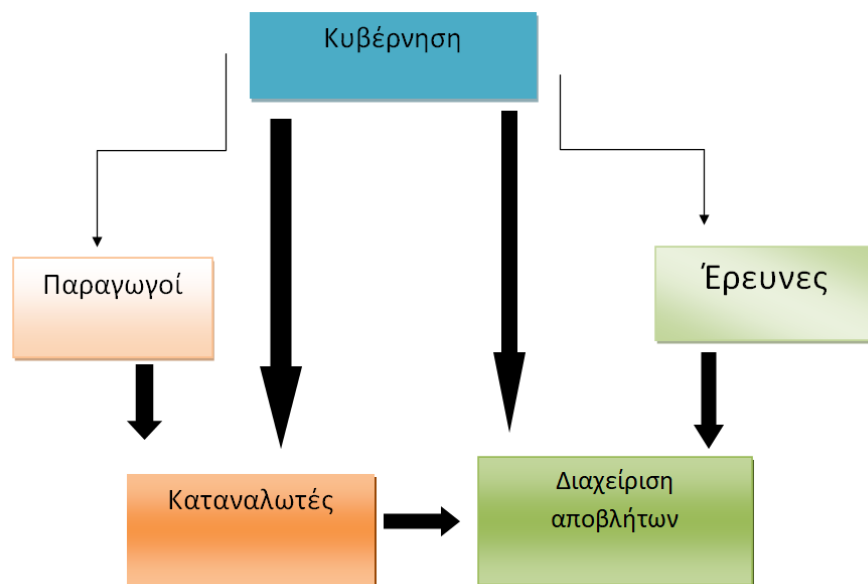 Κυβέρνηση
Παραγωγοί
Έρευνες
Καταναλωτές
Διαχείριση
αποβλήτων